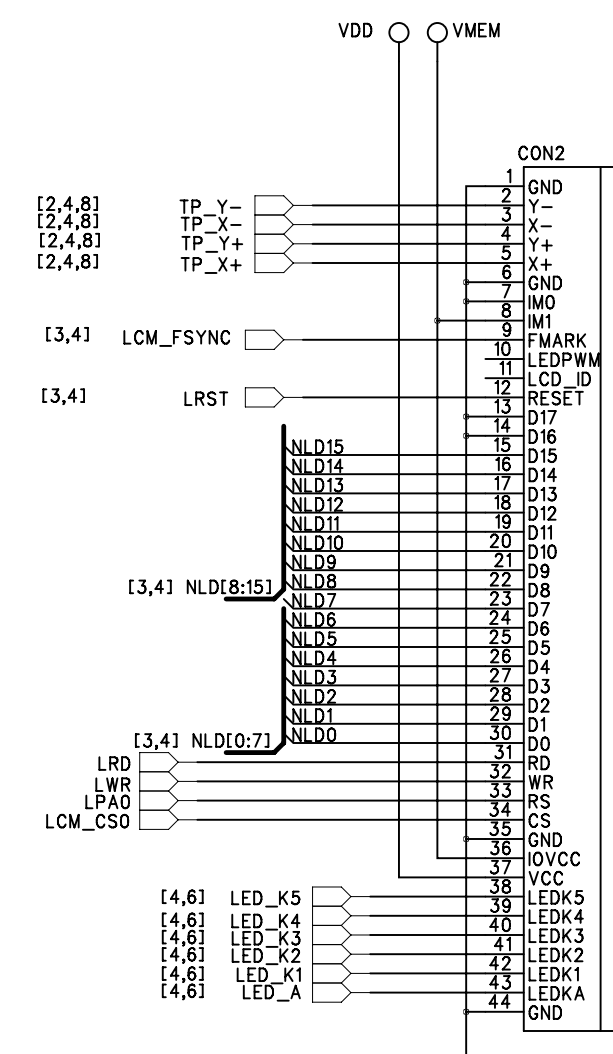 VDD VMEM
CON2
1 GND
[2,4,8] TP_Y- 2 Y-
[2,4,8] TP_X- 3 X-
[2,4,8] TP_Y+ 4 Y+
[2,4,8] TP_X+ 5 X+
6 GND
7 IM0
8 IM1
[3,4] LCM_FSYNC 9 FMARK
10 LEDPWM
11 LCD_ID
[3,4] LRST 12 RESET
13 D17
14 D16
NLD15 15 D15
NLD14 16 D14
NLD13 17 D13
NLD12 18 D12
NLD11 19 D11
NLD10 20 D10
NLD9 21 D9
[3,4] NLD[8:15] NLD8 22 D8
NLD7 23 D7
NLD6 24 D6
NLD5 25 D5
NLD4 26 D4
NLD3 27 D3
NLD2 28 D2
NLD1 29 D1
[3,4] NLD[0:7] NLD0 30 D0
LRD 31 RD
LWR 32 WR
LPA0 33 RS
LCM_CS0 34 CS
35 GND
36 IOVCC
37 VCC
[4,6] LED_K5 38 LEDK5
[4,6] LED_K4 39 LEDK4
[4,6] LED_K3 40 LEDK3
[4,6] LED_K2 41 LEDK2
[4,6] LED_K1 42 LEDK1
[4,6] LED_A 43 LEDKA
44 GND